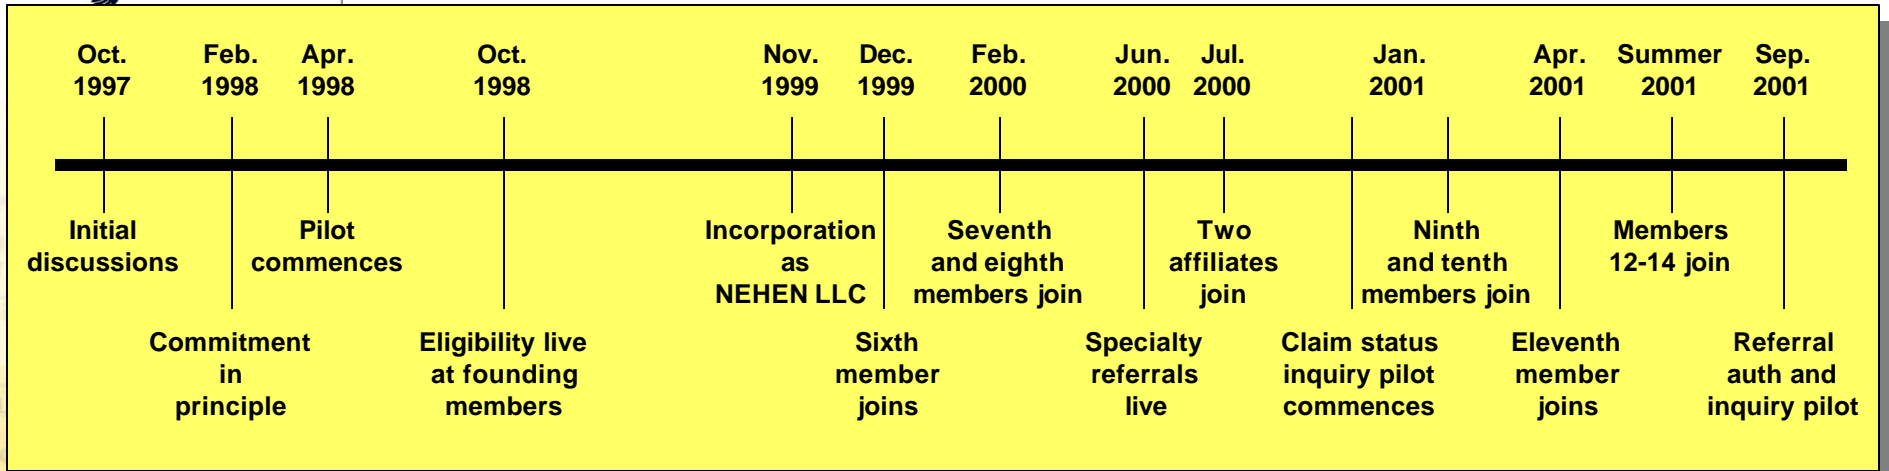 Oct.
1997
Feb.
1998
Apr.
1998
Oct.
1998
Nov.
1999
Dec.
1999
Feb.
2000
Jun.
2000
Jul.
2000
Jan.
2001
Apr.
2001
Summer
2001
Sep.
2001
Initial
discussions
Pilot
commences
Incorporation
as
NEHEN LLC
Seventh
and eighth
members join
Two
affiliates
join
Ninth
and tenth
members join
Members
12-14 join
Commitment
in
principle
Eligibility live
at founding
members
Sixth
member
joins
Specialty
referrals
live
Claim status
inquiry pilot
commences
Eleventh
member
joins
Referral
auth and
inquiry pilot